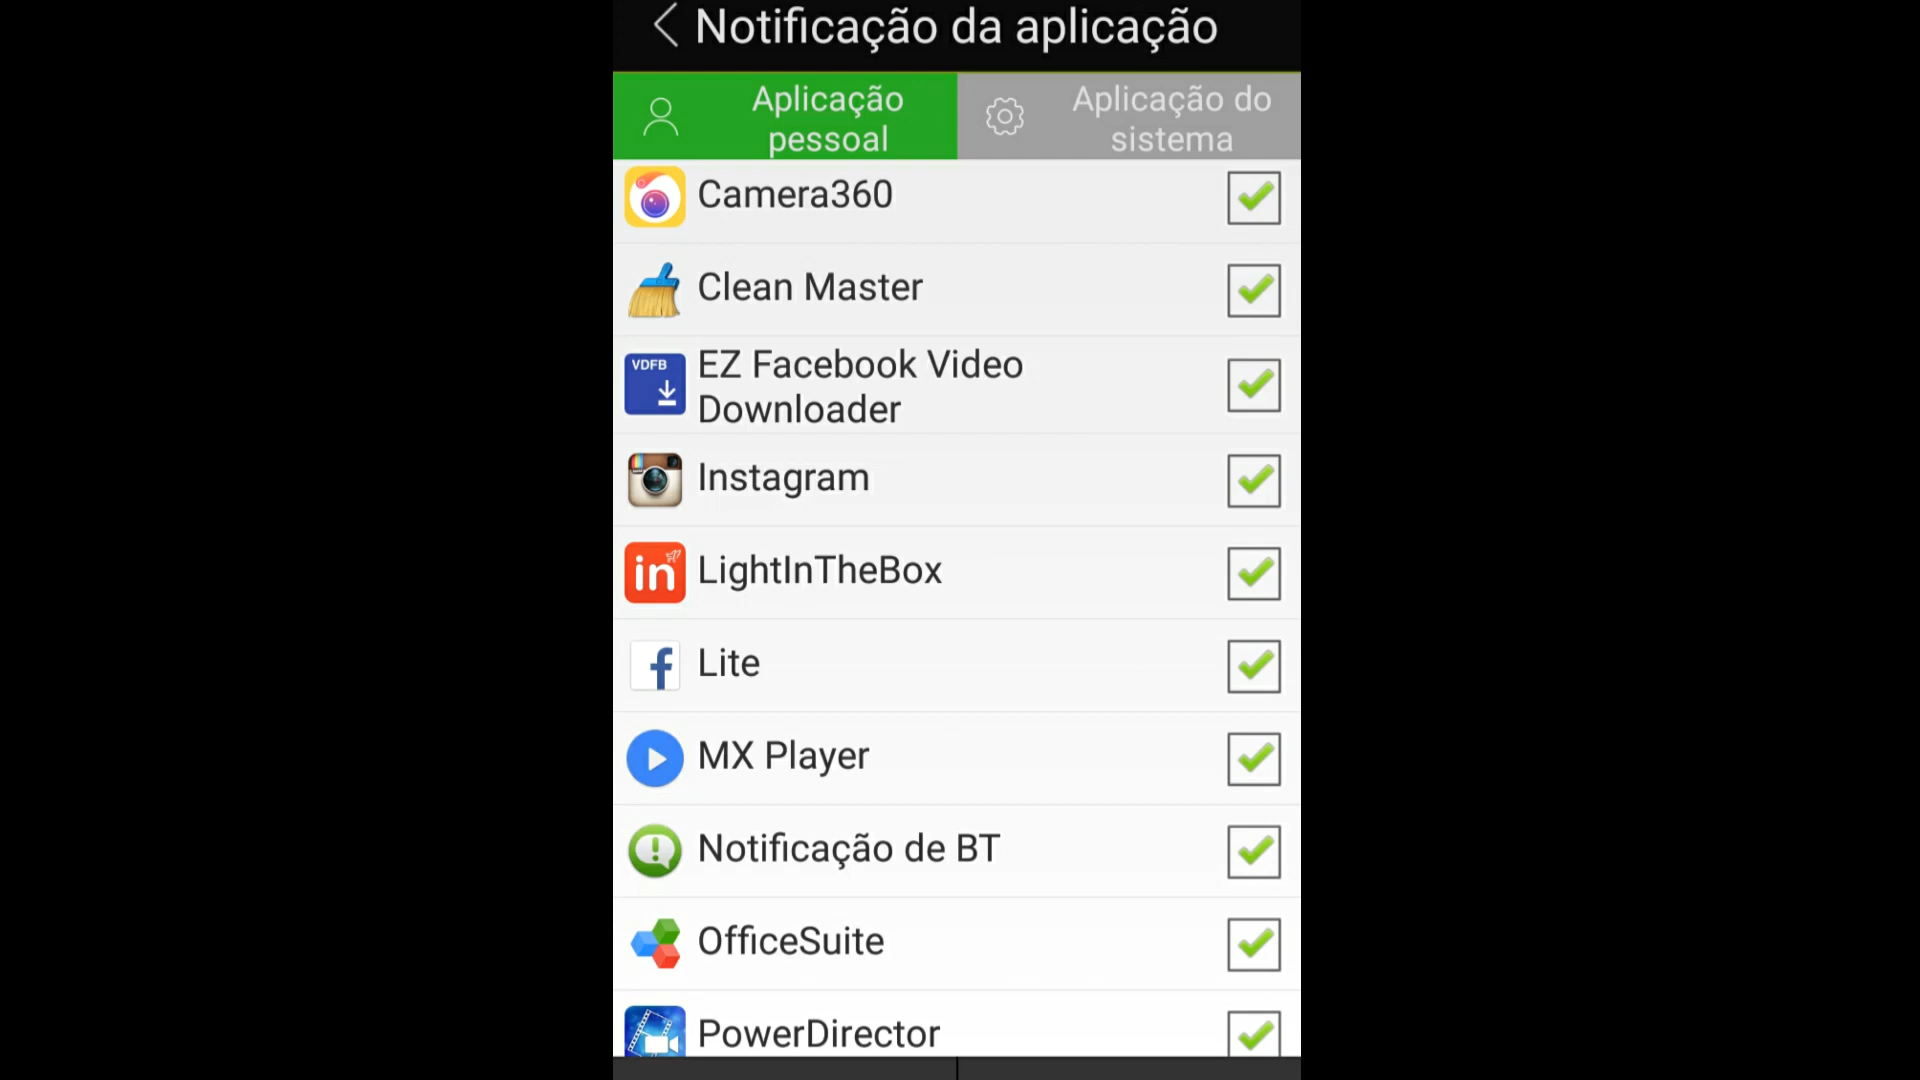 Notificação da aplicação
Aplicação
pessoal
Aplicação do
sistema
Camera360
Clean Master
VDFB
EZ Facebook Video
Downloader
Instagram
in
LightInTheBox
f
Lite
MX Player
Notificação de BT
OfficeSuite
PowerDirector